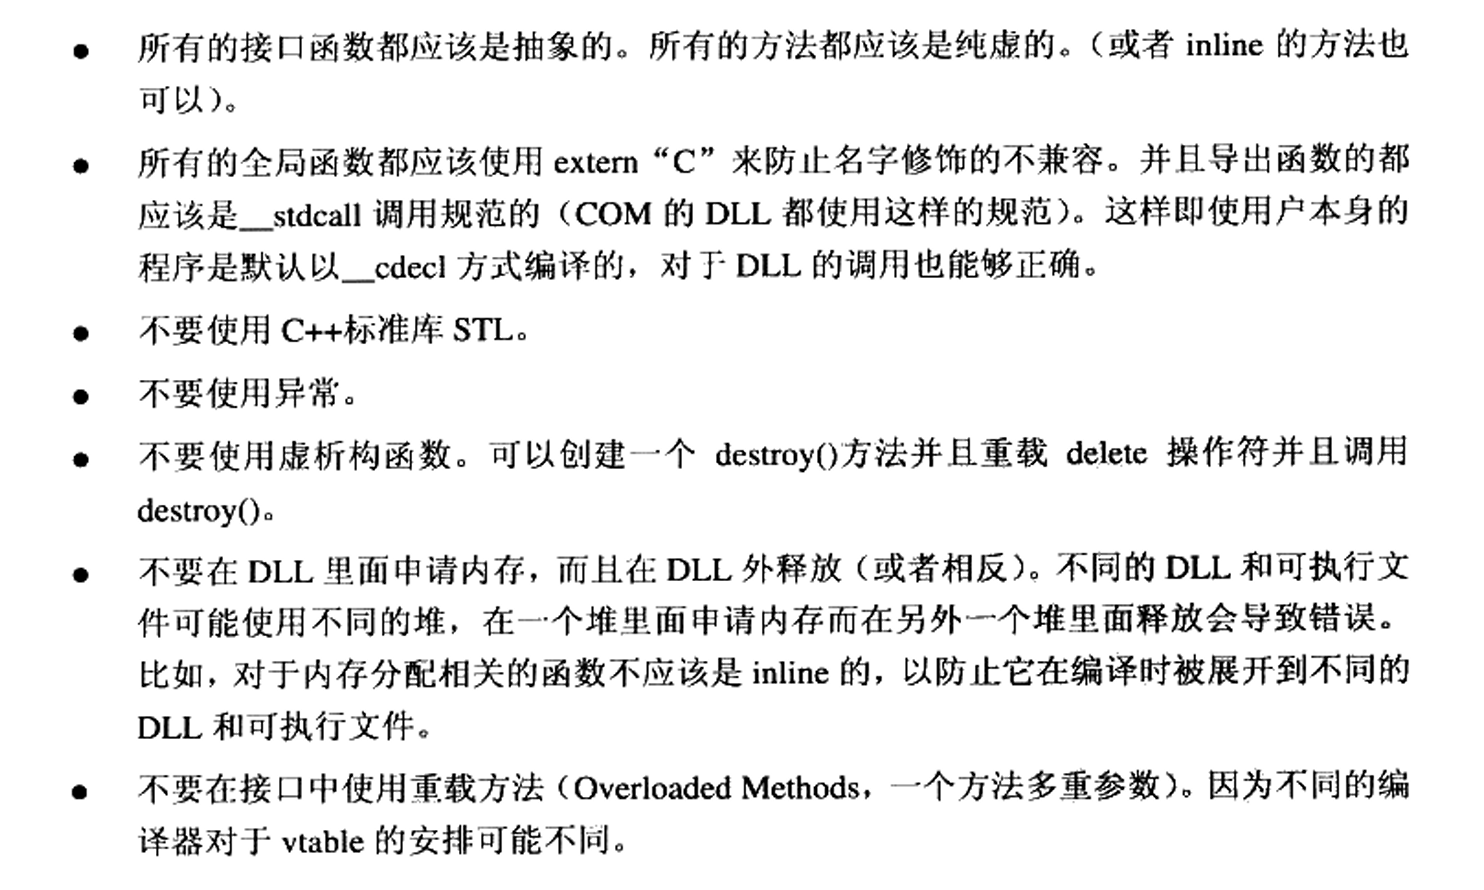 ● 所有的接口函数都应该是抽象的。所有的方法都应该是纯虚的。（或者 inline 的方法也
可以）。
● 所有的全局函数都应该使用 extern “C” 来防止名字修饰的不兼容。并且导出函数的都
应该是__stdcall 调用规范的（COM 的 DLL 都使用这样的规范）。这样即使用户本身的
程序是默认以__cdecl 方式编译的，对于 DLL 的调用也能够正确。
● 不要使用 C++标准库 STL。
● 不要使用异常。
● 不要使用虚析构函数。可以创建一个 destroy()方法并且重载 delete 操作符并且调用
destroy()。
● 不要在 DLL 里面申请内存，而且在 DLL 外释放（或者相反）。不同的 DLL 和可执行文
件可能使用不同的堆，在一个堆里面申请内存而在另外一个堆里面释放会导致错误。
比如，对于内存分配相关的函数不应该是 inline 的，以防止它在编译时被展开到不同的
DLL 和可执行文件。
● 不要在接口中使用重载方法（Overloaded Methods，一个方法多重参数）。因为不同的编
译器对于 vtable 的安排可能不同。